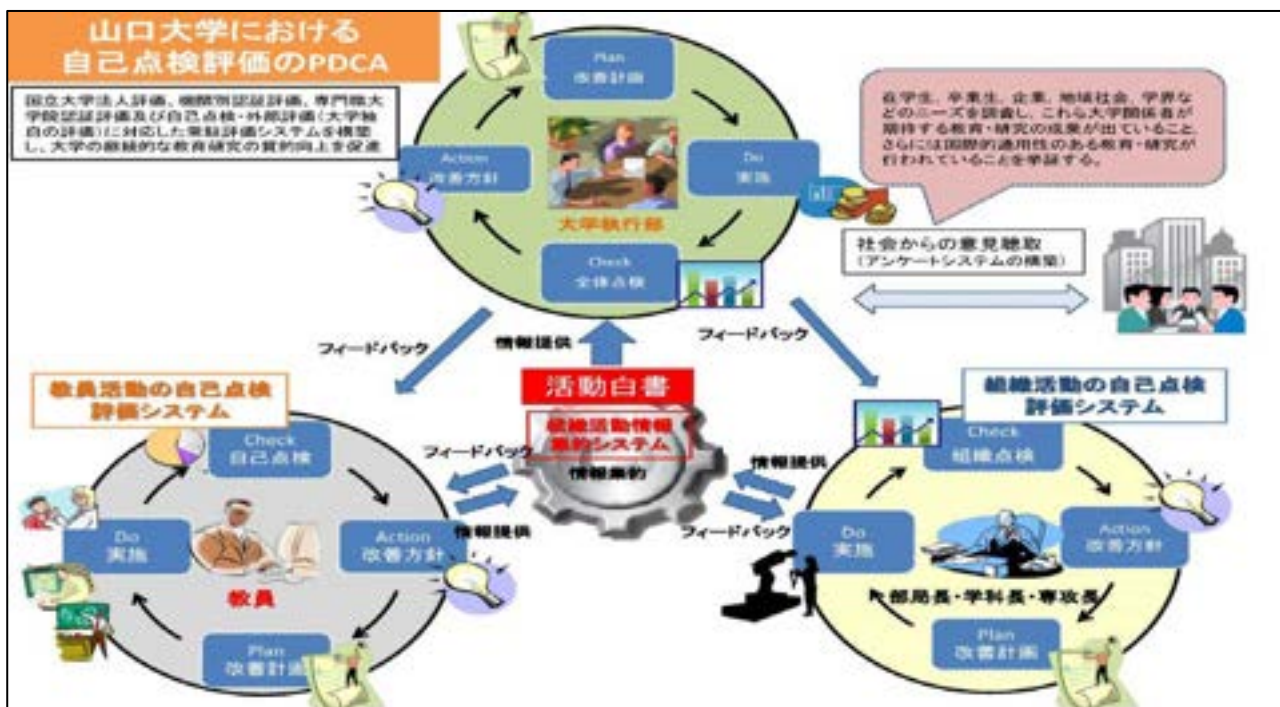 山口大学における
自己点検評価のPDCA
国立大学法人評価、機関別認証評価、専門職大
学院認証評価及び自己点検・外部評価(大学独
自の評価)に対応した常駐評価システムを構築
し、大学の継続的な教育研究の質的向上を促進
Plan
改善計画
Action
改善方針
Do
実施
大学執行部
Check
全体点検
在学生、卒業生、企業、地域社会、学界な
どのニーズを調査し、これら大学関係者が
期待する教育・研究の成果が出ていること、
さらには国際的通用性のある教育・研究が
行われていることを挙証する。
社会からの意見聴取
(アンケートシステムの構築)
フィードバック
情報提供
フィードバック
教員活動の自己点検
評価システム
活動白書
組織活動情報
集約システム
情報集約
組織活動の自己点検
評価システム
Check
自己点検
Do
実施
Action
改善方針
教員
Plan
改善計画
フィードバック
情報提供
情報提供
フィードバック
Check
組織点検
Do
実施
Action
改善方針
部局長・学科長・専攻長
Plan
改善計画